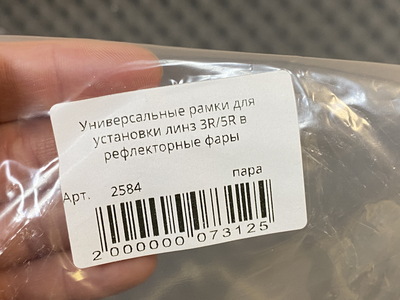 Универсальные рамки для
установки линз 3R/5R в
рефлекторные фары
пара
Арт. 2584
2 000000 073125